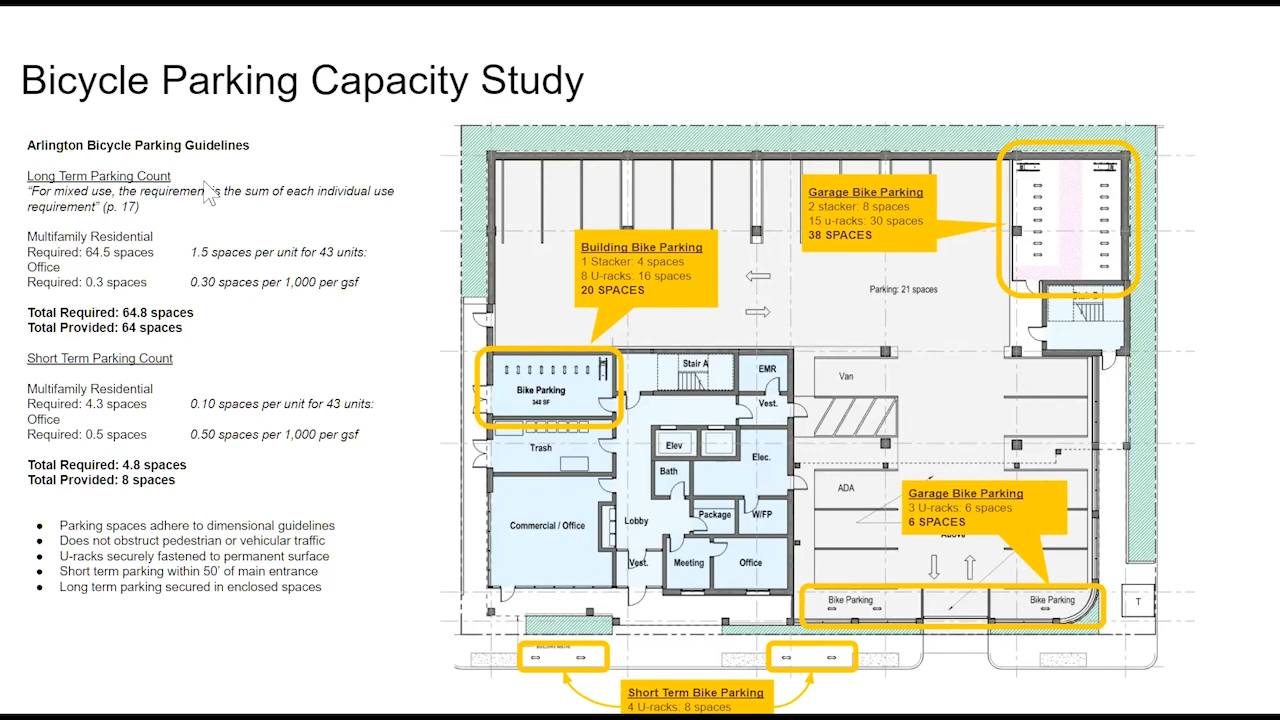 Bicycle Parking Capacity Study
Arlington Bicycle Parking Guidelines
Long Term Parking Count
"For mixed use, the requirement is the sum of each individual use
requirement" (p. 17)
Multifamily Residential
Required: 64.5 spaces 1.5 spaces per unit for 43 units:
Office
Required: 0.3 spaces 0.30 spaces per 1,000 per gsf
Total Required: 64.8 spaces
Total Provided: 64 spaces
Short Term Parking Count
Multifamily Residential
Required: 4.3 spaces 0.10 spaces per unit for 43 units:
Office
Required: 0.5 spaces 0.50 spaces per 1,000 per gsf
Total Required: 4.8 spaces
Total Provided: 8 spaces
● Parking spaces adhere to dimensional guidelines
● Does not obstruct pedestrian or vehicular traffic
● U-racks securely fastened to permanent surface
● Short term parking within 50' of main entrance
● Long term parking secured in enclosed spaces
Garage Bike Parking
2 stacker: 8 spaces
15 u-racks: 30 spaces
38 SPACES
Building Bike Parking
1 Stacker: 4 spaces
8 U-racks: 16 spaces
20 SPACES
Parking: 21 spaces
Stair A
EMR
Van
Bike Parking
340 SF
Vest.
Trash
Elev
Elec.
Bath
ADA
Garage Bike Parking
3 U-racks: 6 spaces
6 SPACES
Above
Commercial / Office
Lobby
Package
W/FP
Vest.
Meeting
Office
Bike Parking
Bike Parking
T
Short Term Bike Parking
4 U-racks: 8 spaces